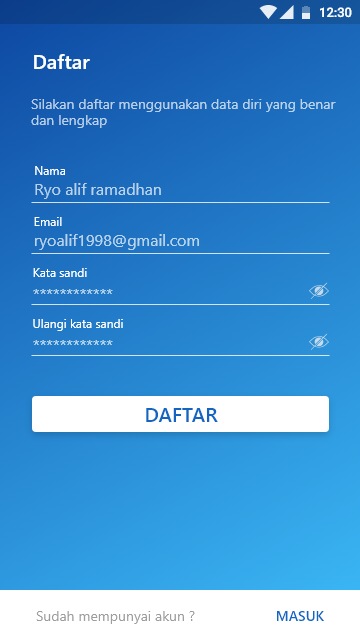 12:30
Daftar
Silakan daftar menggunakan data diri yang benar
dan lengkap
Nama
Ryo alif ramadhan
Email
ryoalif1998@gmail.com
Kata sandi
************
Ulangi kata sandi
************
DAFTAR
Sudah mempunyai akun ? MASUK